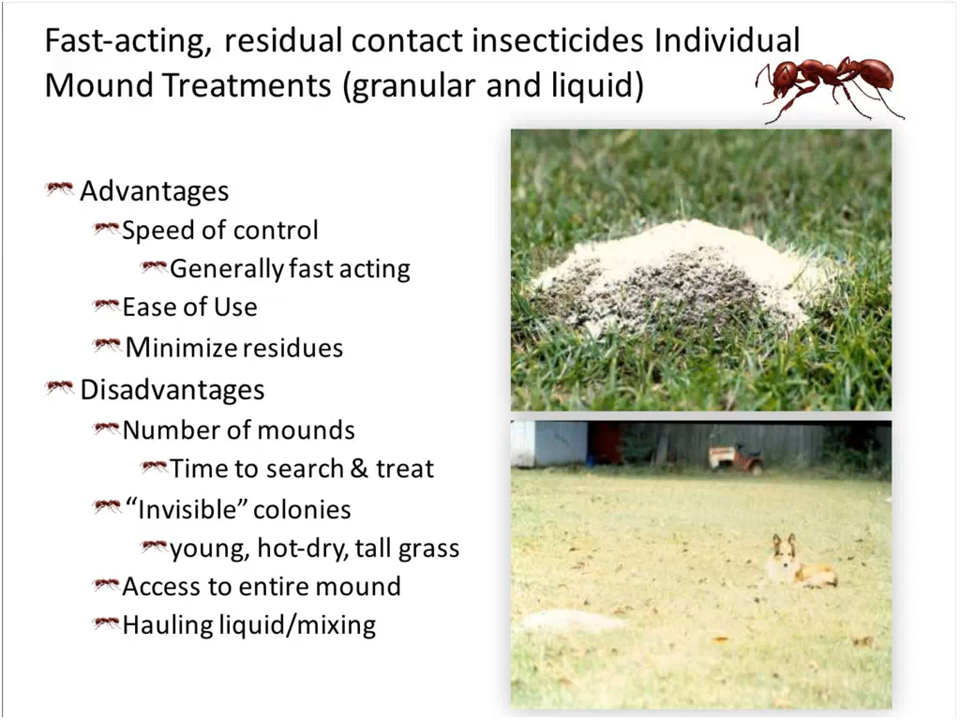 Fast-acting, residual contact insecticides Individual
Mound Treatments (granular and liquid)
Advantages
Speed of control
Generally fast acting
Ease of Use
Minimize residues
Disadvantages
Number of mounds
Time to search & treat
“Invisible” colonies
young, hot-dry, tall grass
Access to entire mound
Hauling liquid/mixing